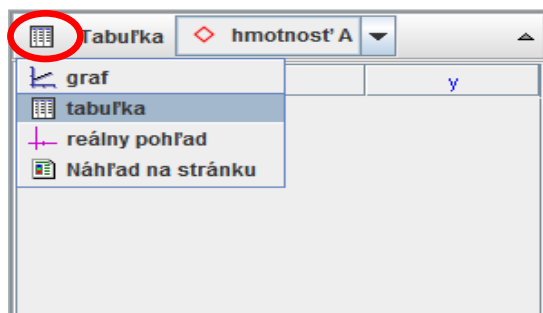 Tabuľka hmotnosť A
y
graf
tabuľka
reálny pohľad
Náhľad na stránku